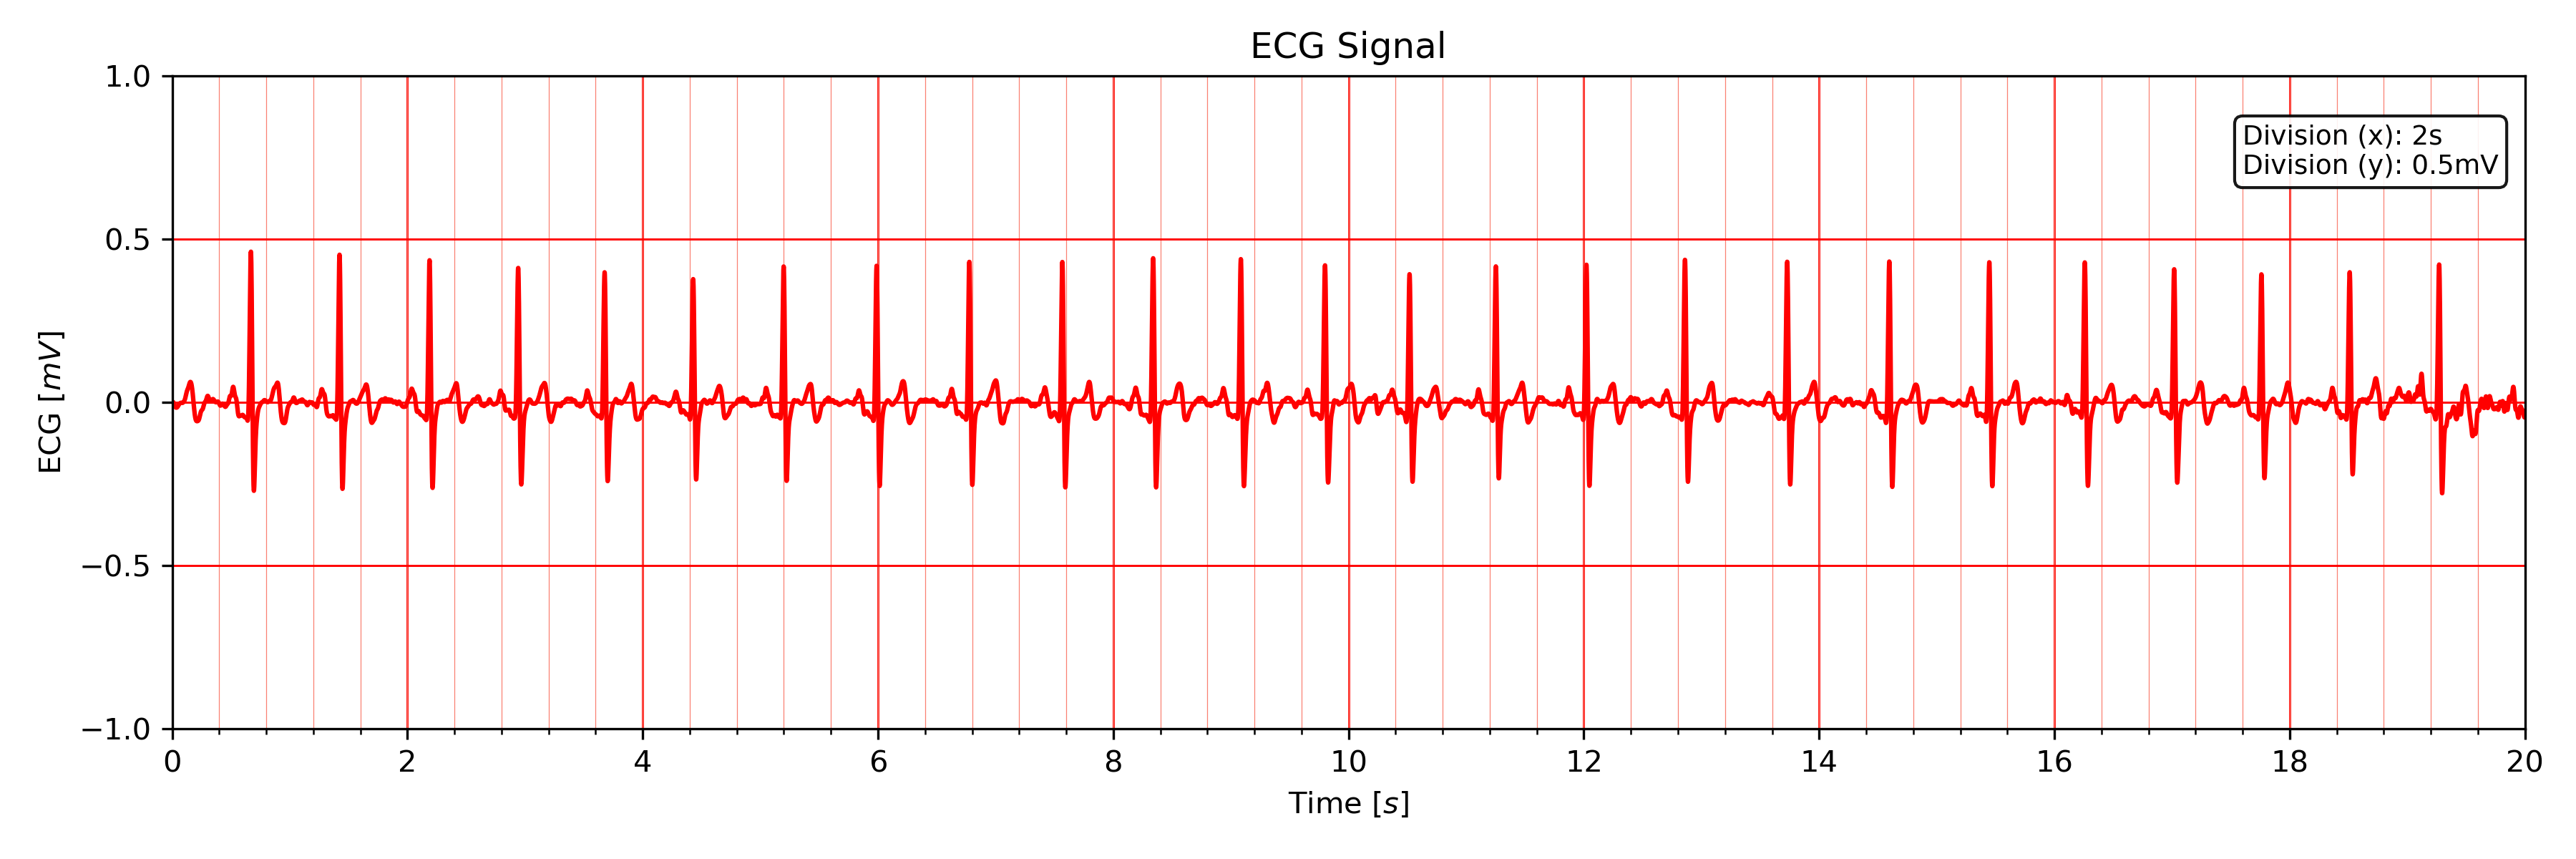 ECG Signal
1.0
0.5
0.0
−0.5
−1.0
ECG [mV]
Division (x): 2s
Division (y): 0.5mV
0 2 4 6 8 10 12 14 16 18 20
Time [s]